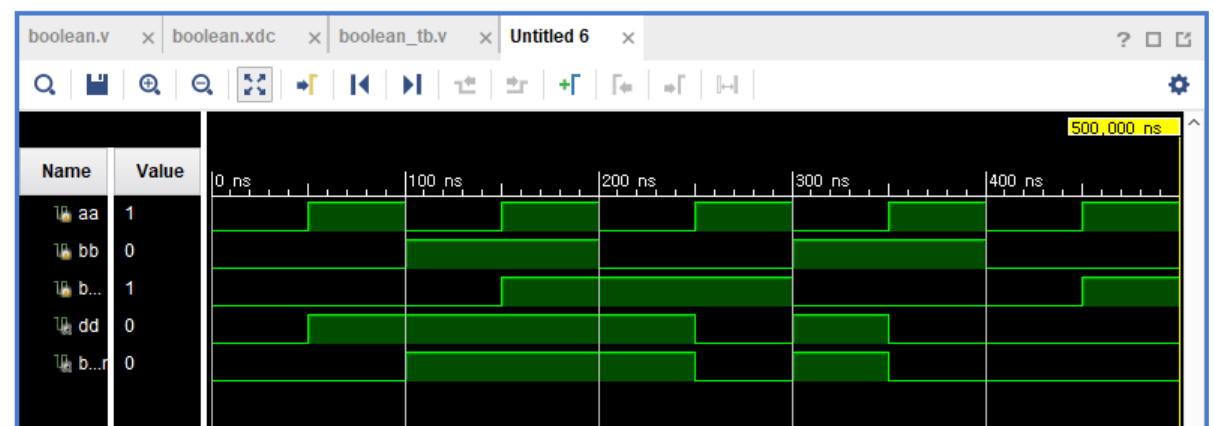 boolean.v × boolean.xdc × boolean_tb.v × Untitled 6 ×
?
500,000 ns
Name Value
0 ns 100 ns 200 ns 300 ns 400 ns
aa 1
bb 0
b... 1
dd 0
b...r 0